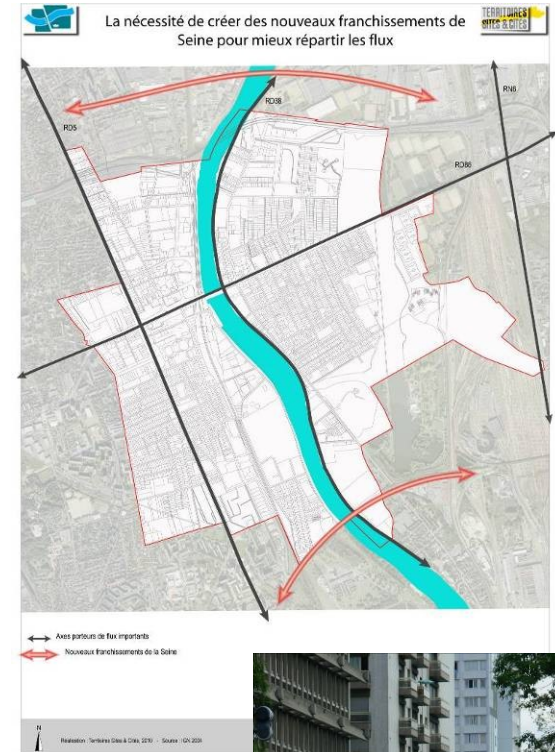 La nécessité de créer des nouveaux franchissements de
Seine pour mieux répartir les flux
TERRITOIRES
SITES & CITÉS
RD5
RD38
RN6
RD86
Axes porteurs de flux importants
Nouveaux franchissements de la Seine
N
Réalisation : Territoires Sites & Cités, 2010 - Source : IGN